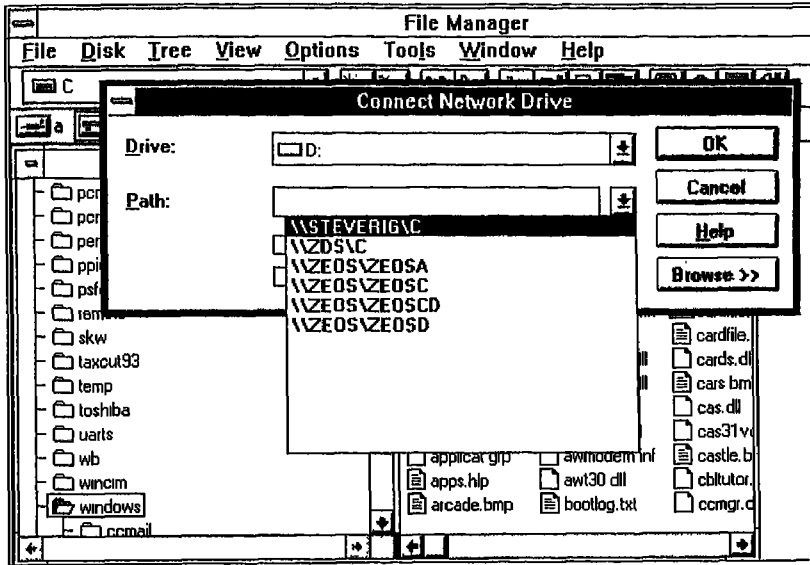 File Manager
File Disk Tree View Options Tools Window Help
C
Connect Network Drive
a
Drive:
D:
OK
Path:
Cancel
\\STEVERIG\C
\\ZDS\C
\\ZEOS\ZEOSA
\\ZEOS\ZEOSC
\\ZEOS\ZEOSCD
\\ZEOS\ZEOSD
Help
Browse >>
skw
taxcut93
temp
toshiba
uarts
wb
wincim
windows
ccmail
applicat grp
apps.hlp
arcade.bmp
awmodem inf
awt30 dll
bootlog.txt
cardfile.
cards.dl
cars bm
cas.dll
cas31v
castle.b
cbltutor.
ccmgr.d